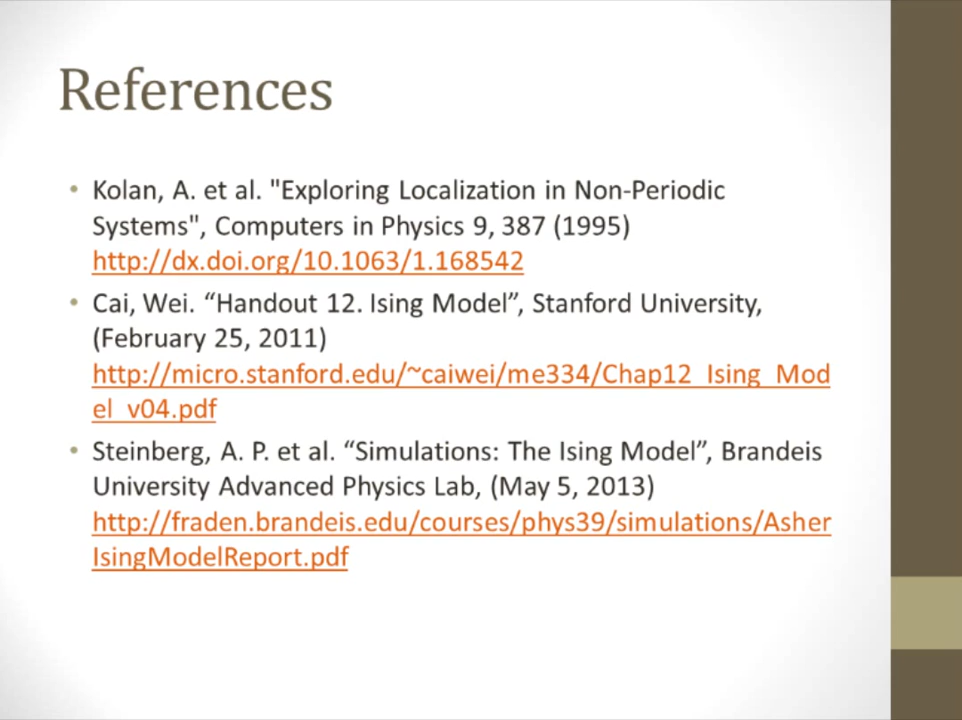 References
• Kolan, A. et al. "Exploring Localization in Non-Periodic
Systems", Computers in Physics 9, 387 (1995)
http://dx.doi.org/10.1063/1.168542
• Cai, Wei. “Handout 12. Ising Model”, Stanford University,
(February 25, 2011)
http://micro.stanford.edu/~caiwei/me334/Chap12_Ising_Mod
el_v04.pdf
• Steinberg, A. P. et al. “Simulations: The Ising Model”, Brandeis
University Advanced Physics Lab, (May 5, 2013)
http://fraden.brandeis.edu/courses/phys39/simulations/Asher
IsingModelReport.pdf